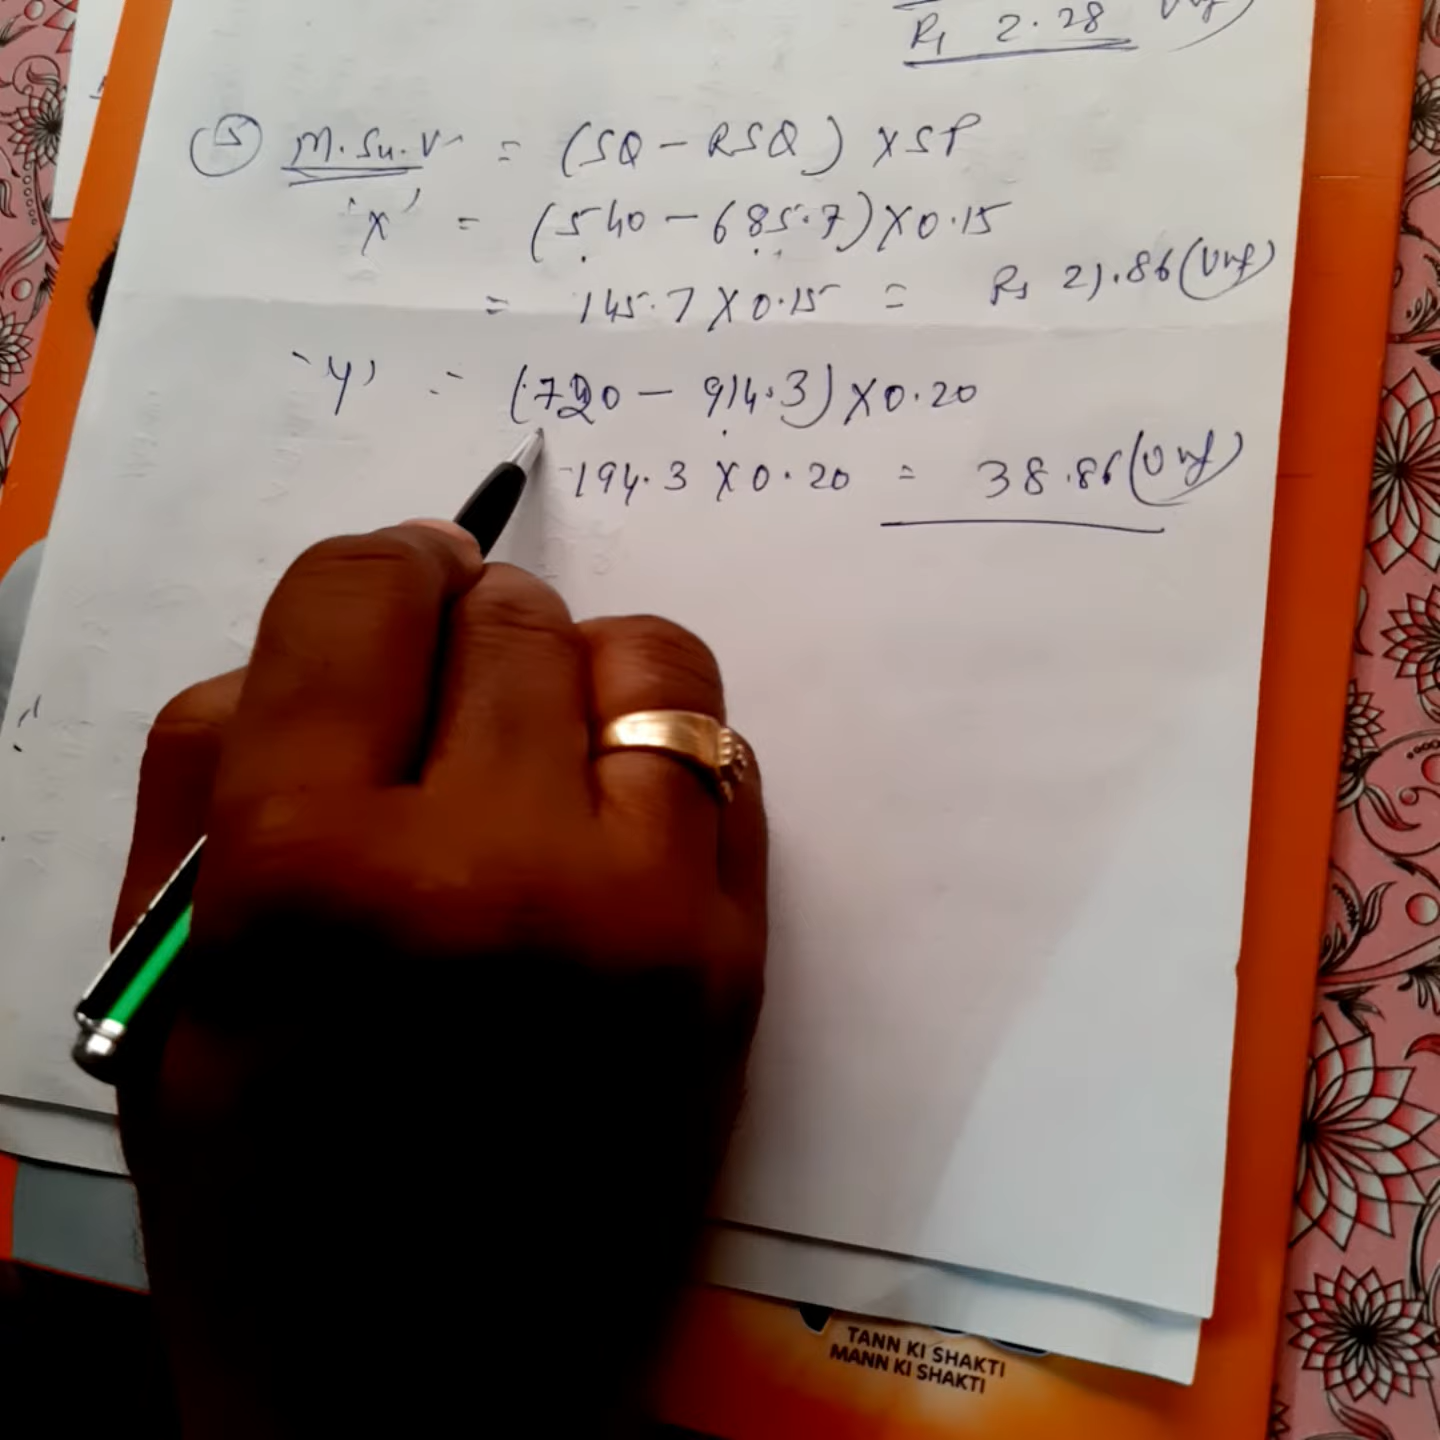 Rs 2.28
(5) M.Su.V = (SQ - RSQ) X SP
'X' = (540 - 685.7) X 0.15
= 145.7 X 0.15 = Rs 21.86 (Unf)
'Y' = (720 - 914.3) X 0.20
194.3 X 0.20 = 38.86 (Unf)
TANN KI SHAKTI
MANN KI SHAKTI